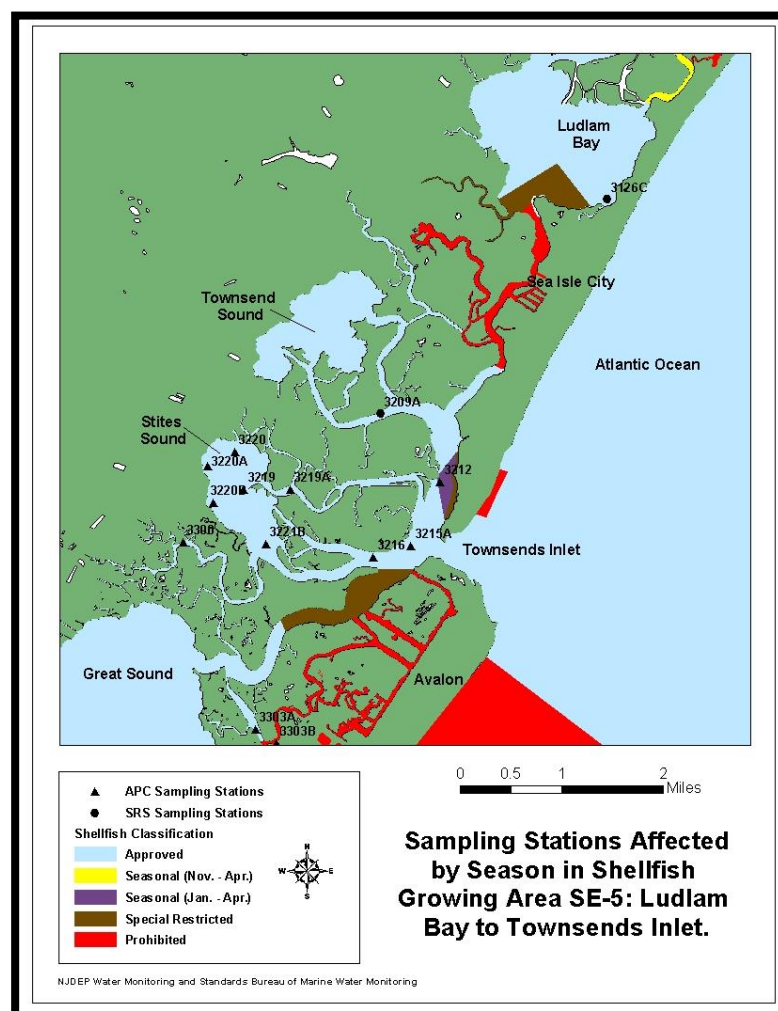 Ludlam
Bay
3126C
Sea Isle City
Townsend
Sound
Atlantic Ocean
3209A
Stites
Sound
3220
3220A
3212
3219
3219A
3220B
3300
3221B
3215A
3216
Townsends Inlet
Great Sound
Avalon
3303A
3303B
APC Sampling Stations
SRS Sampling Stations
Shellfish Classification
Approved
Seasonal (Nov. - Apr.)
Seasonal (Jan. - Apr.)
Special Restricted
Prohibited
N
W
E
S
0 0.5 1 2
Miles
Sampling Stations Affected
by Season in Shellfish
Growing Area SE-5: Ludlam
Bay to Townsends Inlet.
NJDEP Water Monitoring and Standards Bureau of Marine Water Monitoring